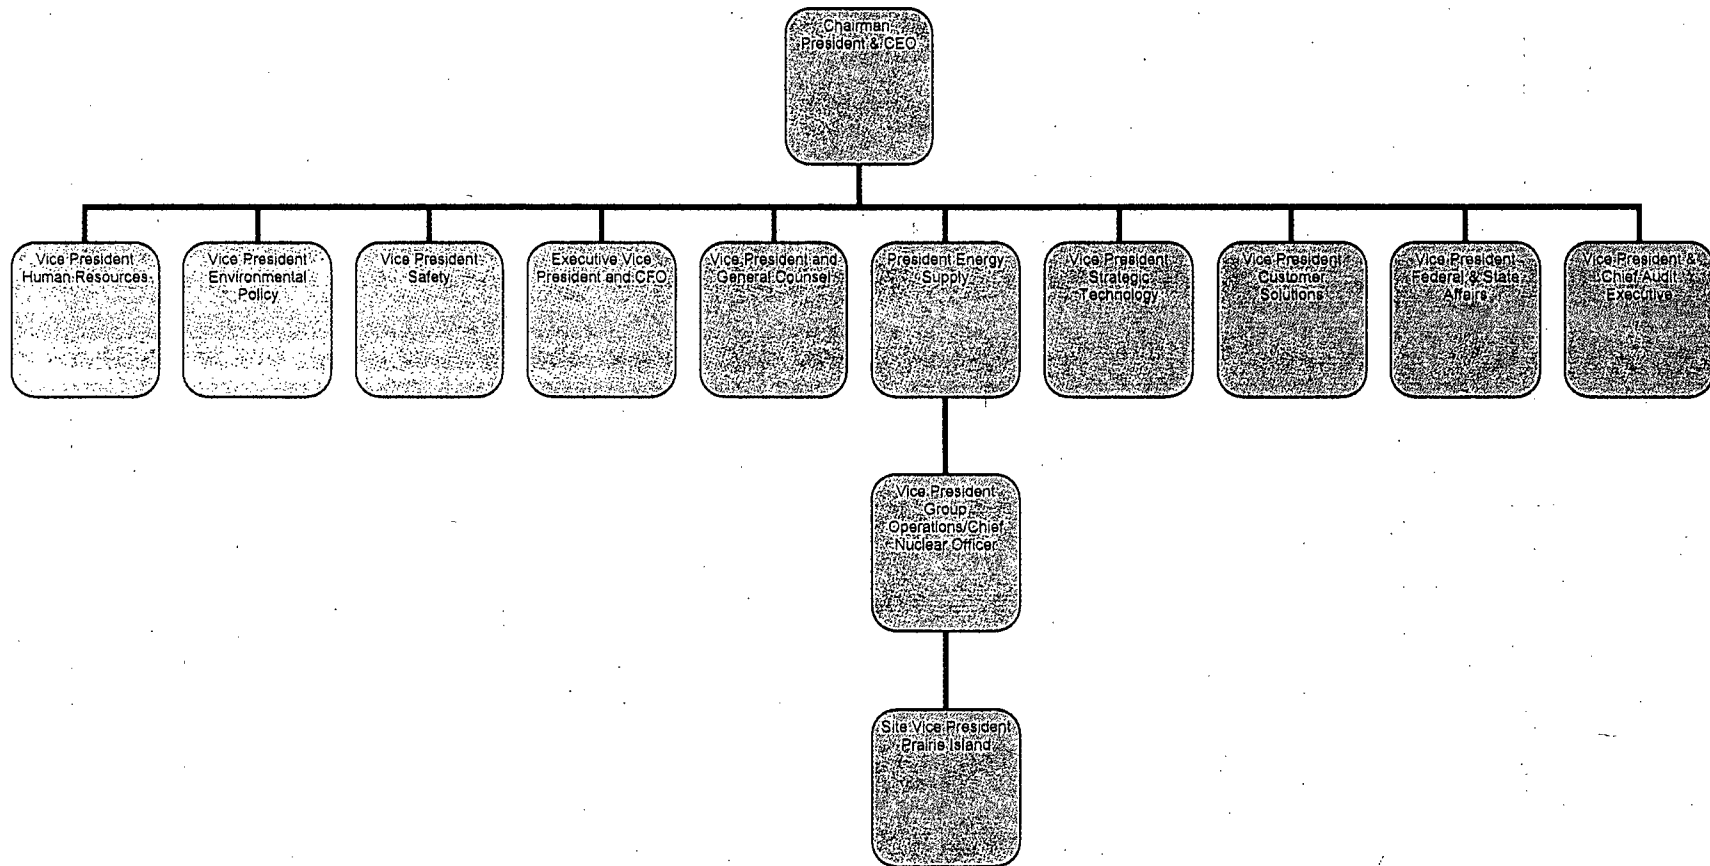 Chairman
President & CEO
Vice President
Human Resources
Vice President
Environmental
Policy
Vice President
Safety
Executive Vice
President and CFO
Vice President and
General Counsel
President Energy
Supply
Vice President
Strategic
Technology
Vice President
Customer
Solutions
Vice President
Federal & State
Affairs
Vice President &
Chief Audit
Executive
Vice President
Group
Operations/Chief
Nuclear Officer
Site Vice President
Prairie Island